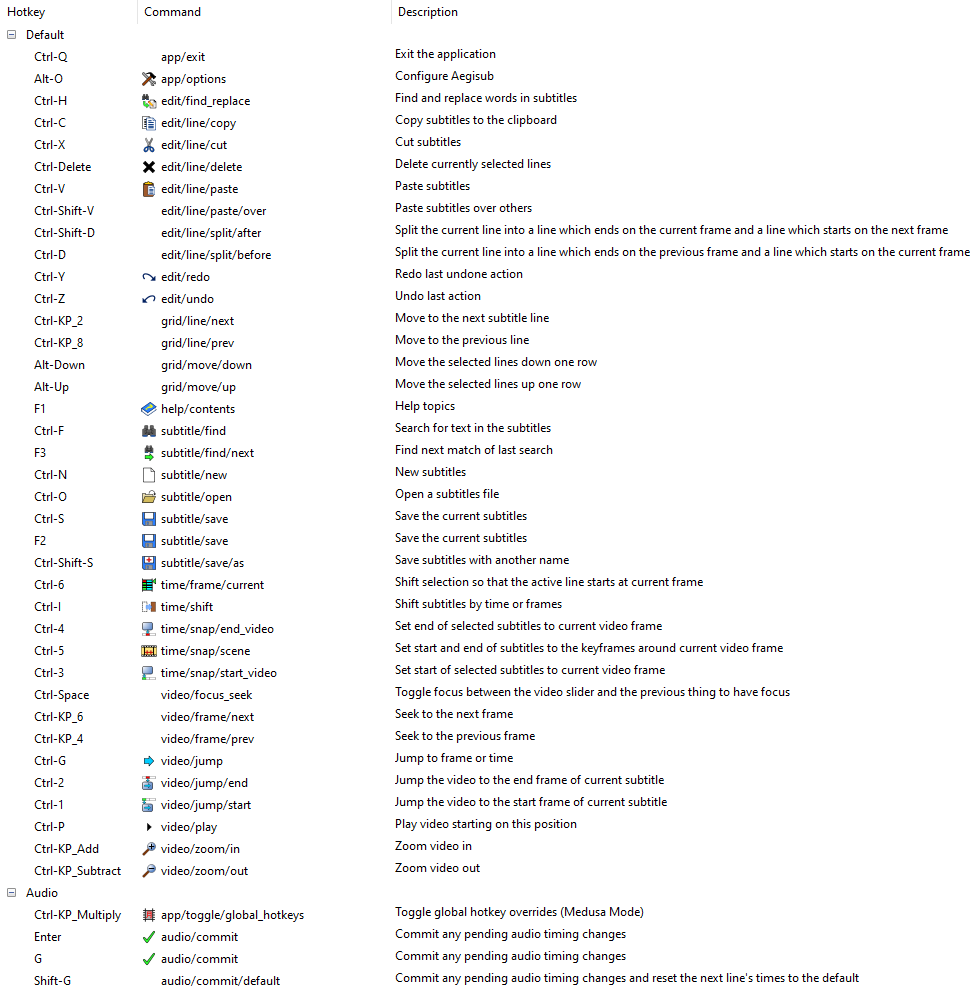 Hotkey Command Description
Default
Ctrl-Q app/exit Exit the application
Alt-O app/options Configure Aegisub
Ctrl-H edit/find_replace Find and replace words in subtitles
Ctrl-C edit/line/copy Copy subtitles to the clipboard
Ctrl-X edit/line/cut Cut subtitles
Ctrl-Delete edit/line/delete Delete currently selected lines
Ctrl-V edit/line/paste Paste subtitles
Ctrl-Shift-V edit/line/paste/over Paste subtitles over others
Ctrl-Shift-D edit/line/split/after Split the current line into a line which ends on the current frame and a line which starts on the next frame
Ctrl-D edit/line/split/before Split the current line into a line which ends on the previous frame and a line which starts on the current frame
Ctrl-Y edit/redo Redo last undone action
Ctrl-Z edit/undo Undo last action
Ctrl-KP_2 grid/line/next Move to the next subtitle line
Ctrl-KP_8 grid/line/prev Move to the previous line
Alt-Down grid/move/down Move the selected lines down one row
Alt-Up grid/move/up Move the selected lines up one row
F1 help/contents Help topics
Ctrl-F subtitle/find Search for text in the subtitles
F3 subtitle/find/next Find next match of last search
Ctrl-N subtitle/new New subtitles
Ctrl-O subtitle/open Open a subtitles file
Ctrl-S subtitle/save Save the current subtitles
F2 subtitle/save Save the current subtitles
Ctrl-Shift-S subtitle/save/as Save subtitles with another name
Ctrl-6 time/frame/current Shift selection so that the active line starts at current frame
Ctrl-I time/shift Shift subtitles by time or frames
Ctrl-4 time/snap/end_video Set end of selected subtitles to current video frame
Ctrl-5 time/snap/scene Set start and end of subtitles to the keyframes around current video frame
Ctrl-3 time/snap/start_video Set start of selected subtitles to current video frame
Ctrl-Space video/focus_seek Toggle focus between the video slider and the previous thing to have focus
Ctrl-KP_6 video/frame/next Seek to the next frame
Ctrl-KP_4 video/frame/prev Seek to the previous frame
Ctrl-G video/jump Jump to frame or time
Ctrl-2 video/jump/end Jump the video to the end frame of current subtitle
Ctrl-1 video/jump/start Jump the video to the start frame of current subtitle
Ctrl-P video/play Play video starting on this position
Ctrl-KP_Add video/zoom/in Zoom video in
Ctrl-KP_Subtract video/zoom/out Zoom video out
Audio
Ctrl-KP_Multiply app/toggle/global_hotkeys Toggle global hotkey overrides (Medusa Mode)
Enter audio/commit Commit any pending audio timing changes
G audio/commit Commit any pending audio timing changes
Shift-G audio/commit/default Commit any pending audio timing changes and reset the next line's times to the default